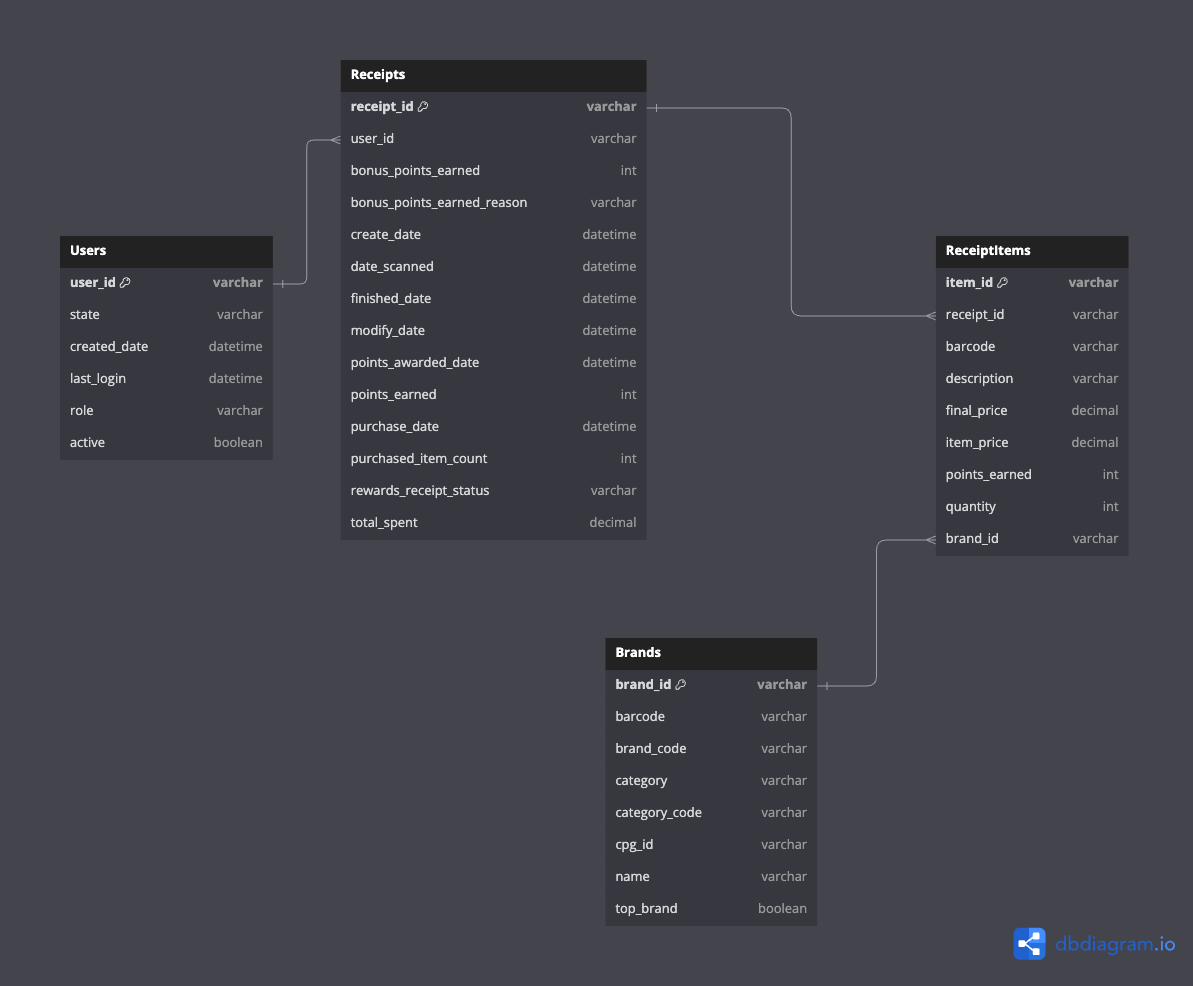 Receipts
receipt_id varchar
user_id varchar
bonus_points_earned int
bonus_points_earned_reason varchar
create_date datetime
date_scanned datetime
finished_date datetime
modify_date datetime
points_awarded_date datetime
points_earned int
purchase_date datetime
purchased_item_count int
rewards_receipt_status varchar
total_spent decimal
Users
user_id varchar
state varchar
created_date datetime
last_login datetime
role varchar
active boolean
ReceiptItems
item_id varchar
receipt_id varchar
barcode varchar
description varchar
final_price decimal
item_price decimal
points_earned int
quantity int
brand_id varchar
Brands
brand_id varchar
barcode varchar
brand_code varchar
category varchar
category_code varchar
cpg_id varchar
name varchar
top_brand boolean
dbdiagram.io